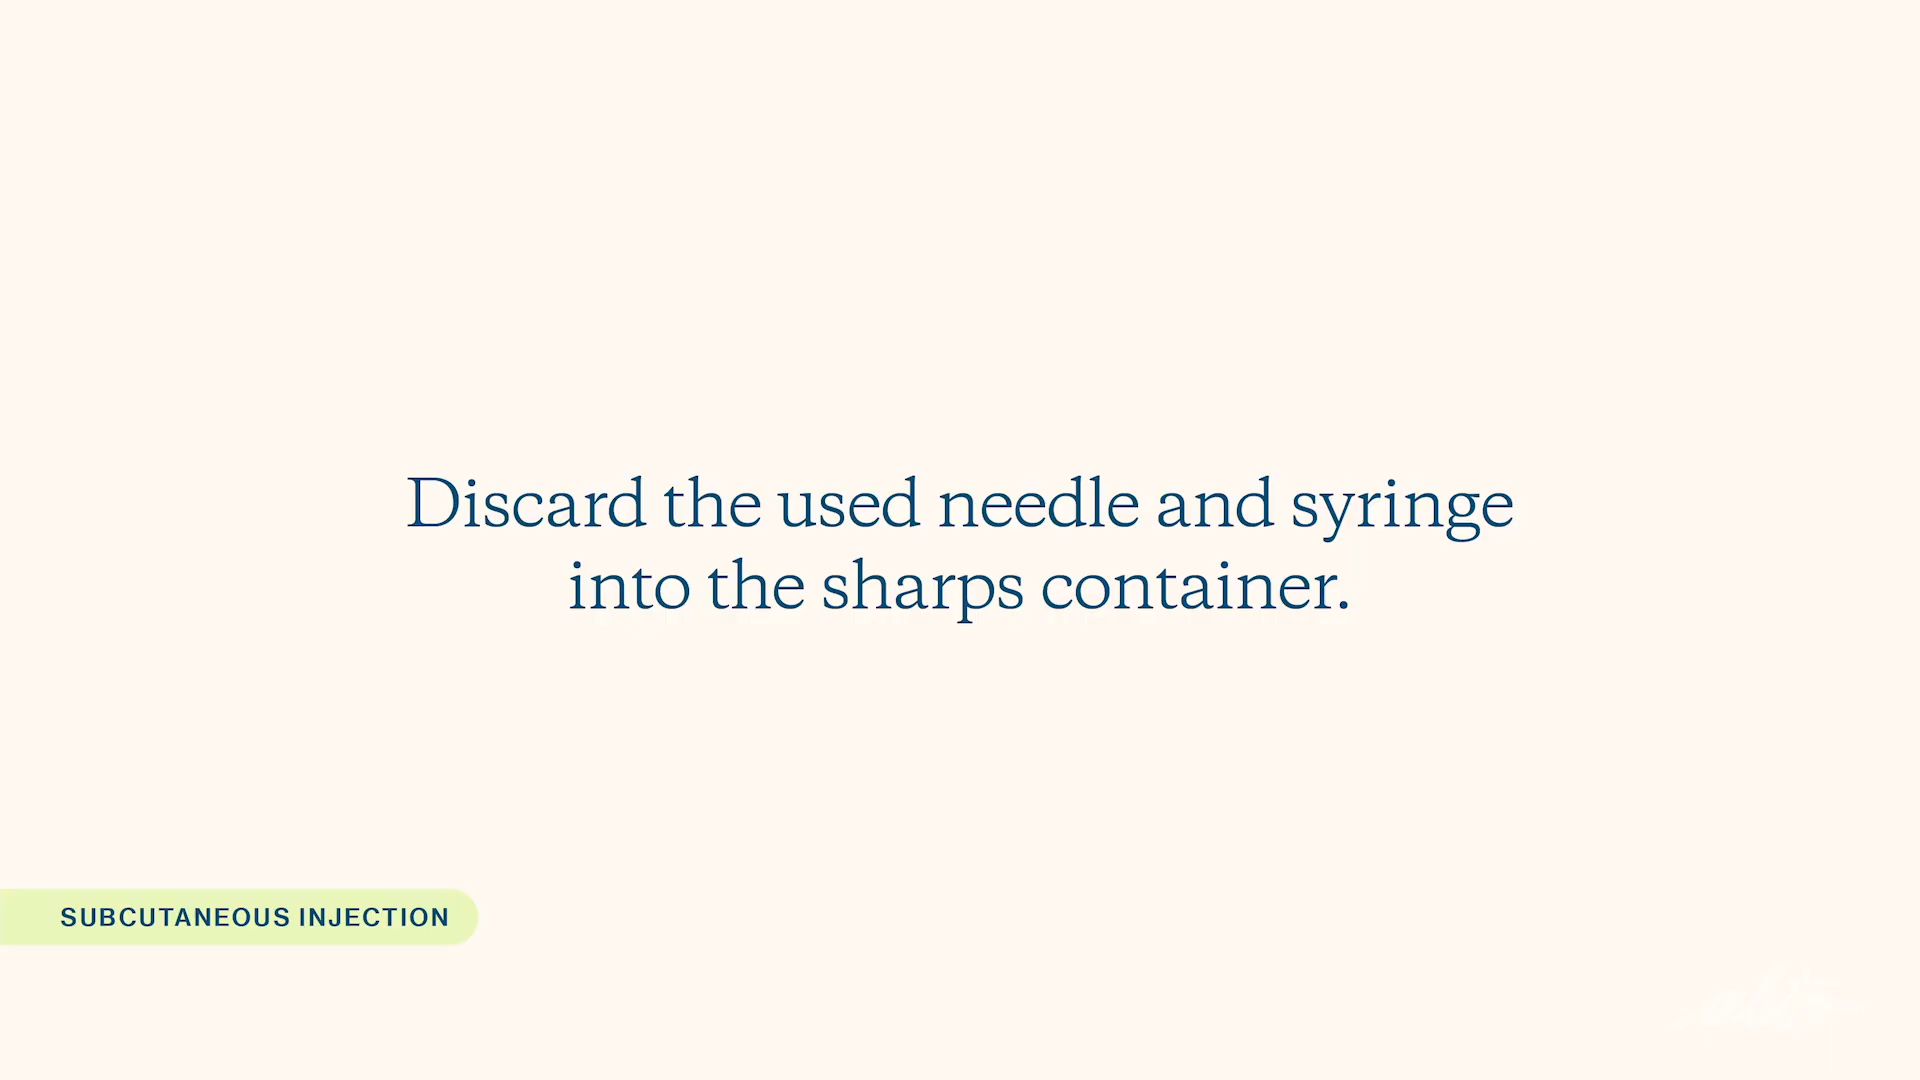 Discard the used needle and syringe
into the sharps container.
SUBCUTANEOUS INJECTION